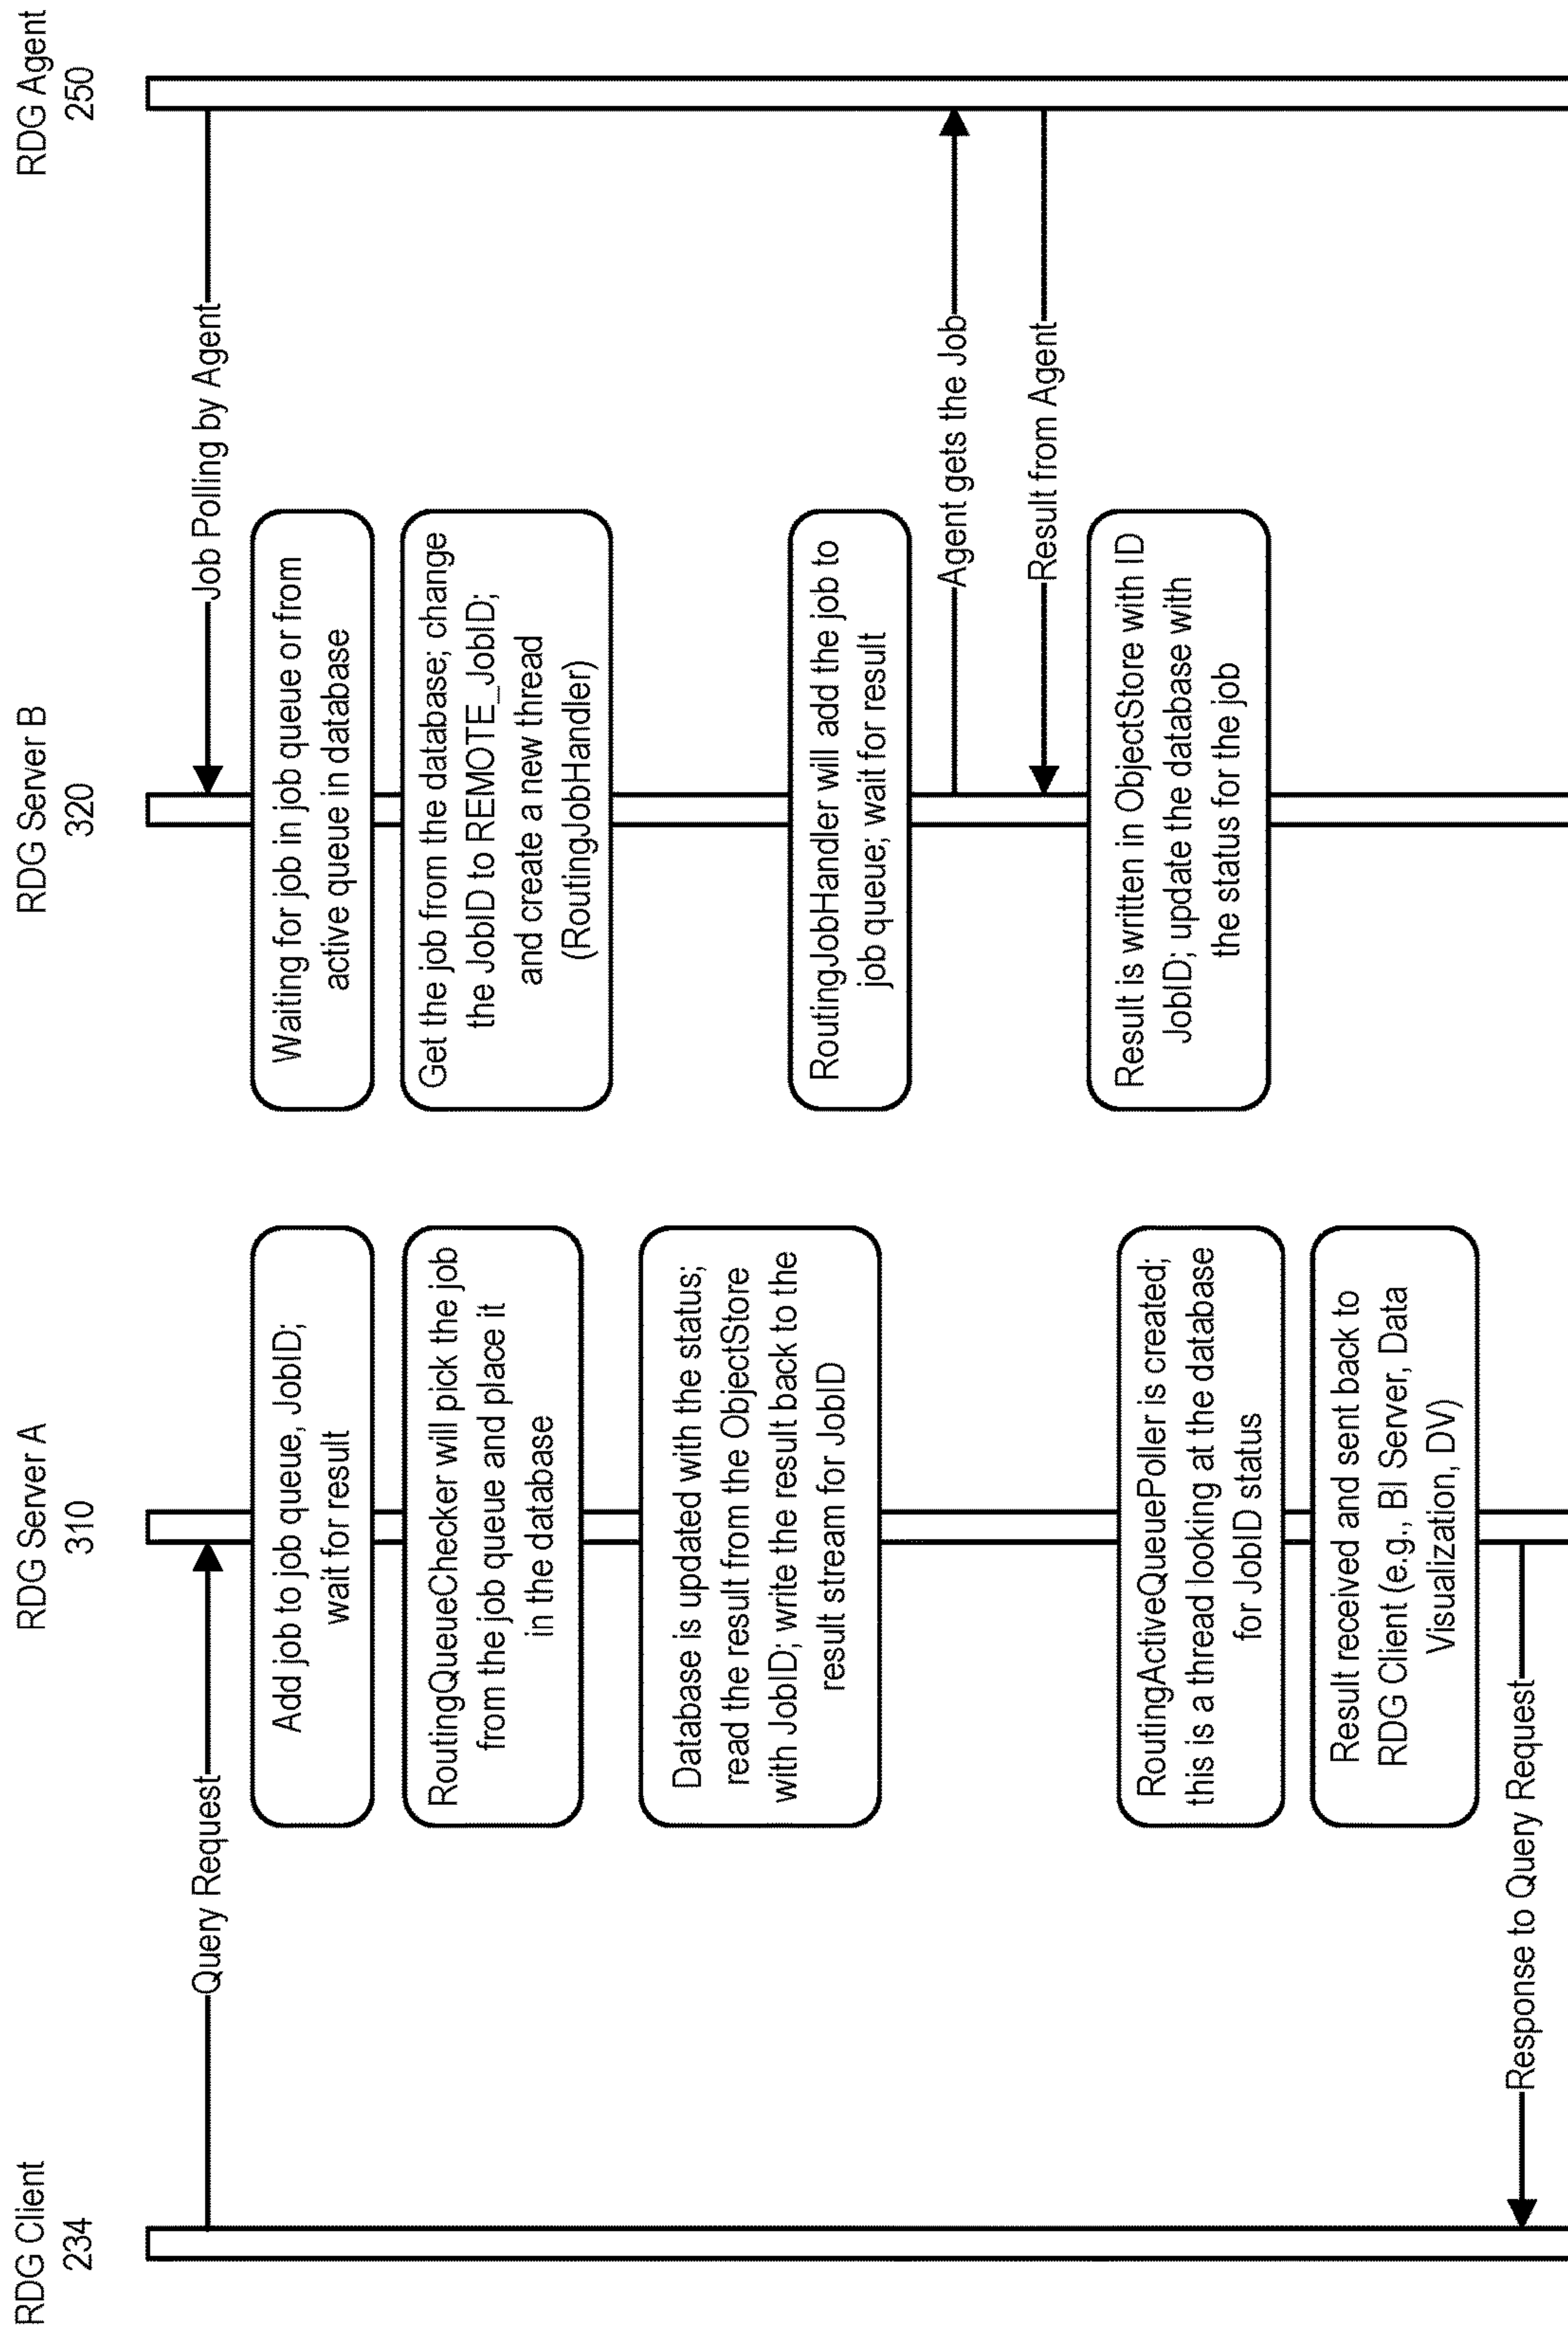 RDG Client
234
RDG Server A
310
RDG Server B
320
RDG Agent
250
Query Request
Job Polling by Agent
Add job to job queue, JobID;
wait for result
Waiting for job in job queue or from
active queue in database
RoutingQueueChecker will pick the job
from the job queue and place it
in the database
Get the job from the database; change
the JobID to REMOTE_JobID;
and create a new thread
(RoutingJobHandler)
Database is updated with the status;
read the result from the ObjectStore
with JobID; write the result back to the
result stream for JobID
RoutingJobHandler will add the job to
job queue; wait for result
Agent gets the Job
Result from Agent
Result is written in ObjectStore with ID
JobID; update the database with
the status for the job
RoutingActiveQueuePoller is created;
this is a thread looking at the database
for JobID status
Result received and sent back to
RDG Client (e.g., BI Server, Data
Visualization, DV)
Response to Query Request